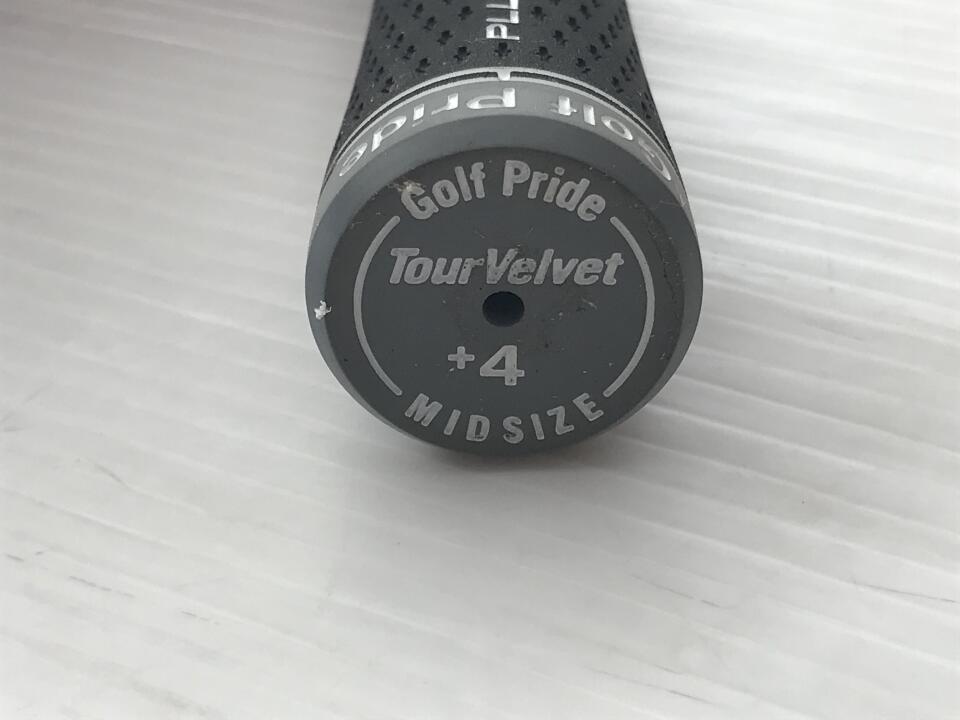 Golf Pride
Golf Pride
TourVelvet
+4
MIDSIZE